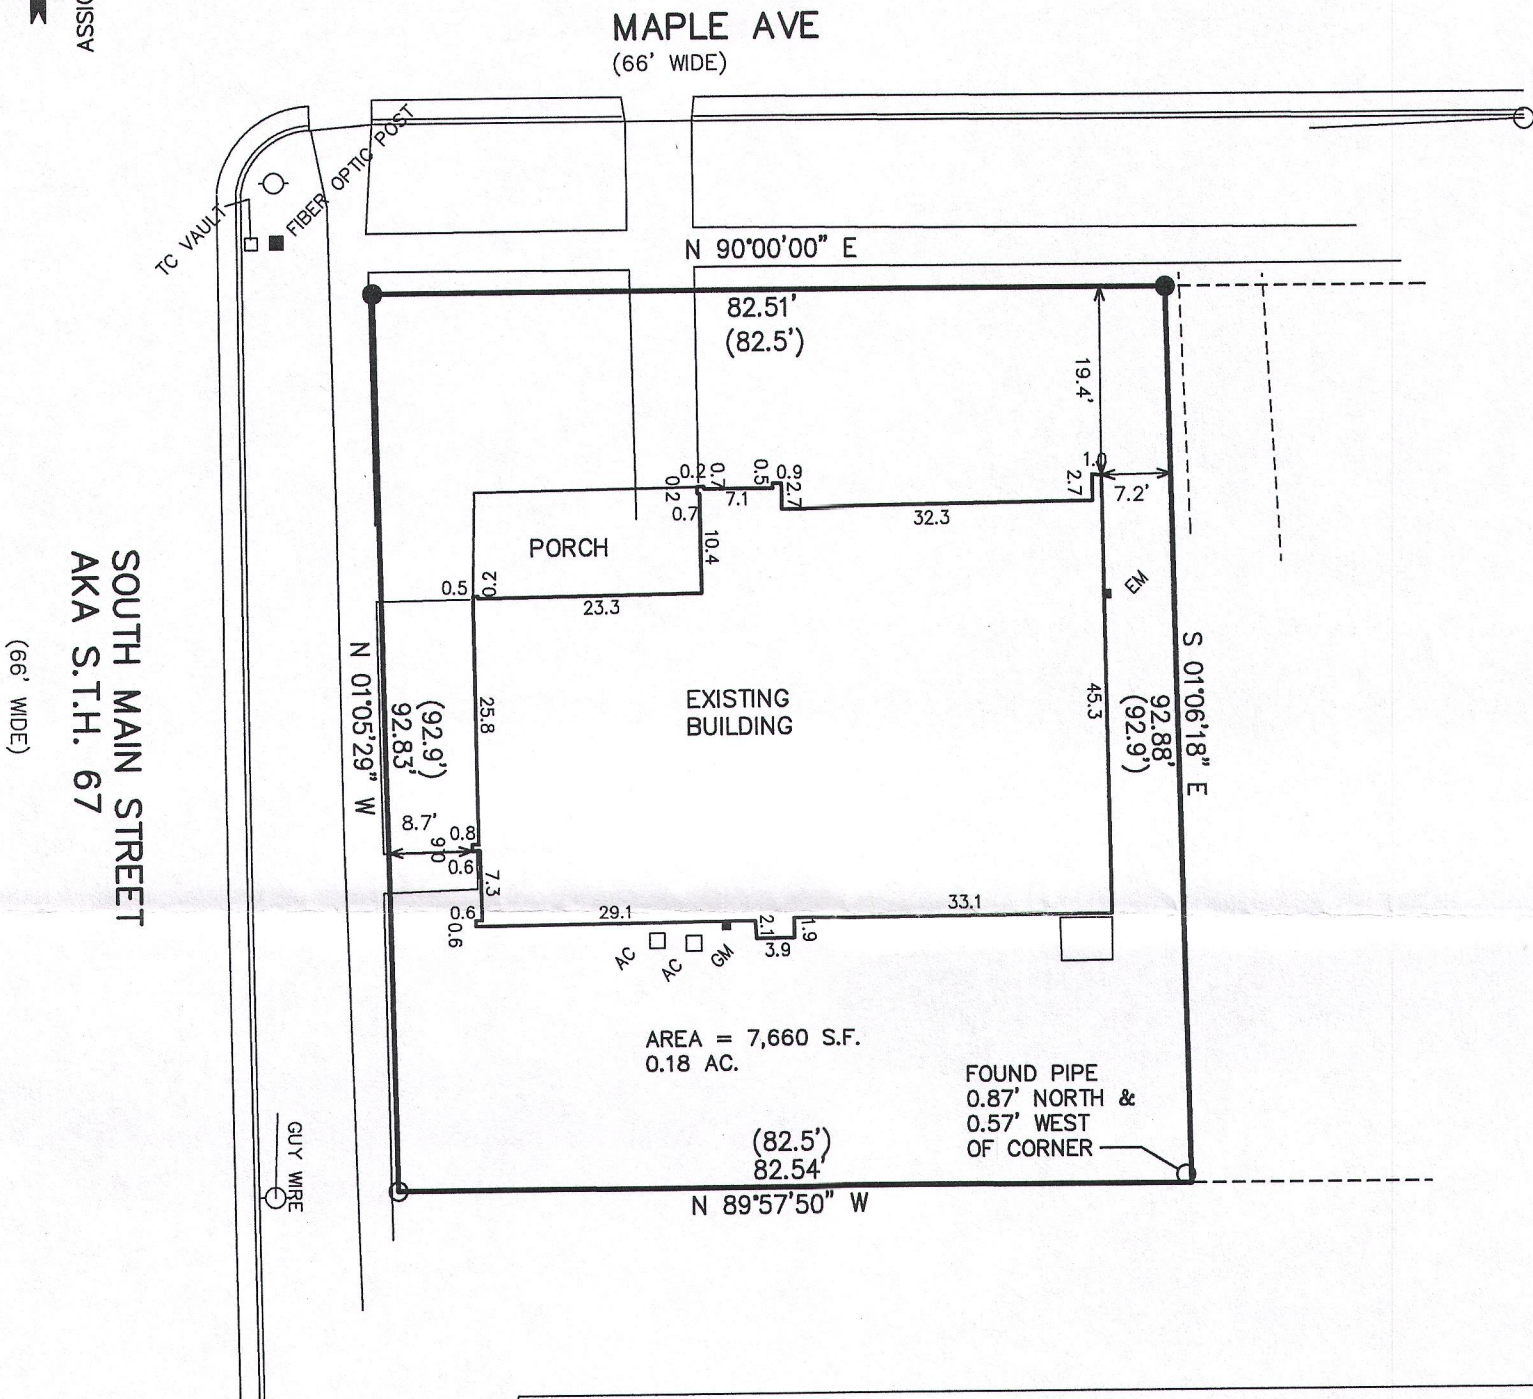 ASSIG
MAPLE AVE
(66' WIDE)
FIBER OPTIC POST
TC VAULT
N 90°00'00" E
82.51'
(82.5')
19.4'
1.0
2.7
7.2'
0.2
0.7
0.5
0.9
2.7
0.2
0.7
7.1
32.3
10.4
PORCH
0.5
0.2
23.3
EM
SOUTH MAIN STREET
AKA S.T.H. 67
(66' WIDE)
N 01°05'29" W
(92.9')
92.83'
25.8
EXISTING
BUILDING
45.3
S 01°06'18" E
92.88'
(92.9')
8.7'
0.8
0.6
7.3
0.6
0.6
29.1
2.1
3.9
1.9
33.1
AC
AC
GM
AREA = 7,660 S.F.
0.18 AC.
FOUND PIPE
0.87' NORTH &
0.57' WEST
OF CORNER
(82.5')
82.54'
N 89°57'50" W
GUY WIRE